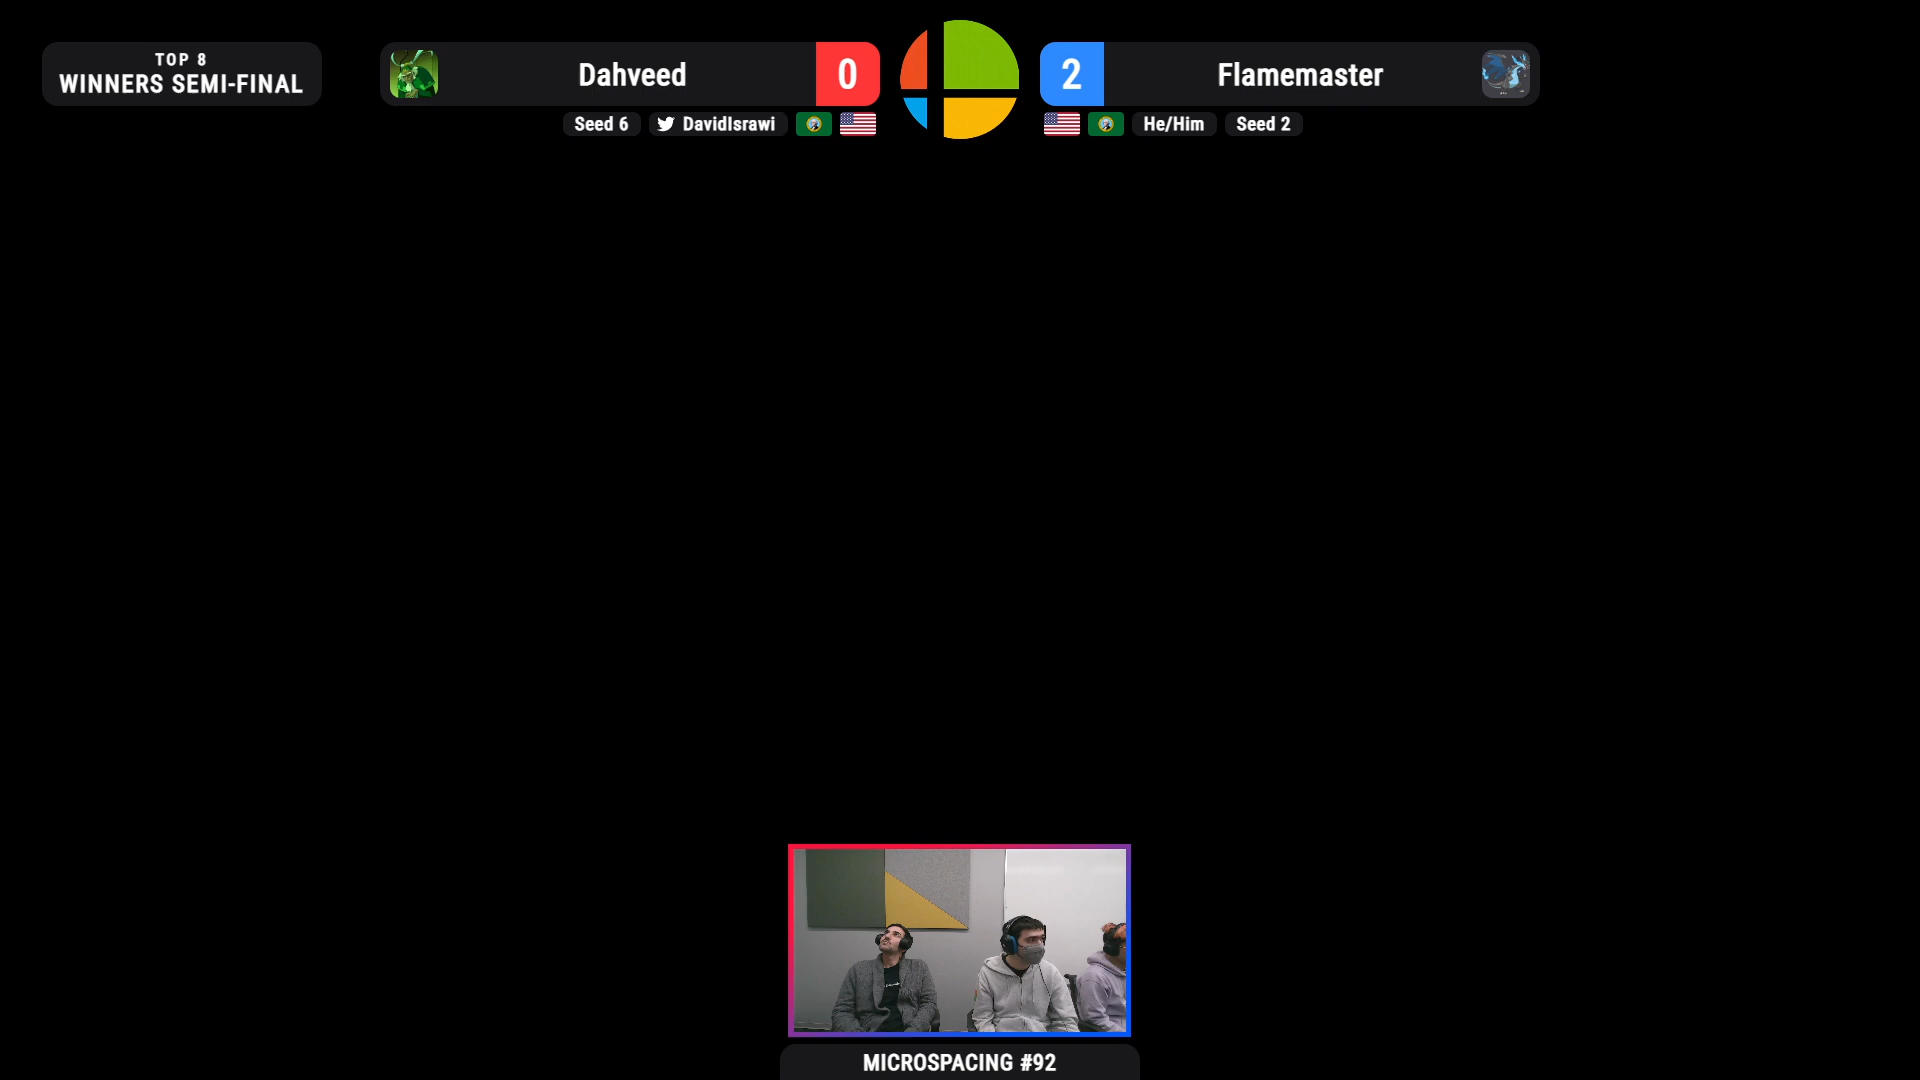 TOP 8
WINNERS SEMI-FINAL
Dahveed
0
2
Flamemaster
Seed 6
DavidIsrawi
He/Him
Seed 2
MICROSPACING #92